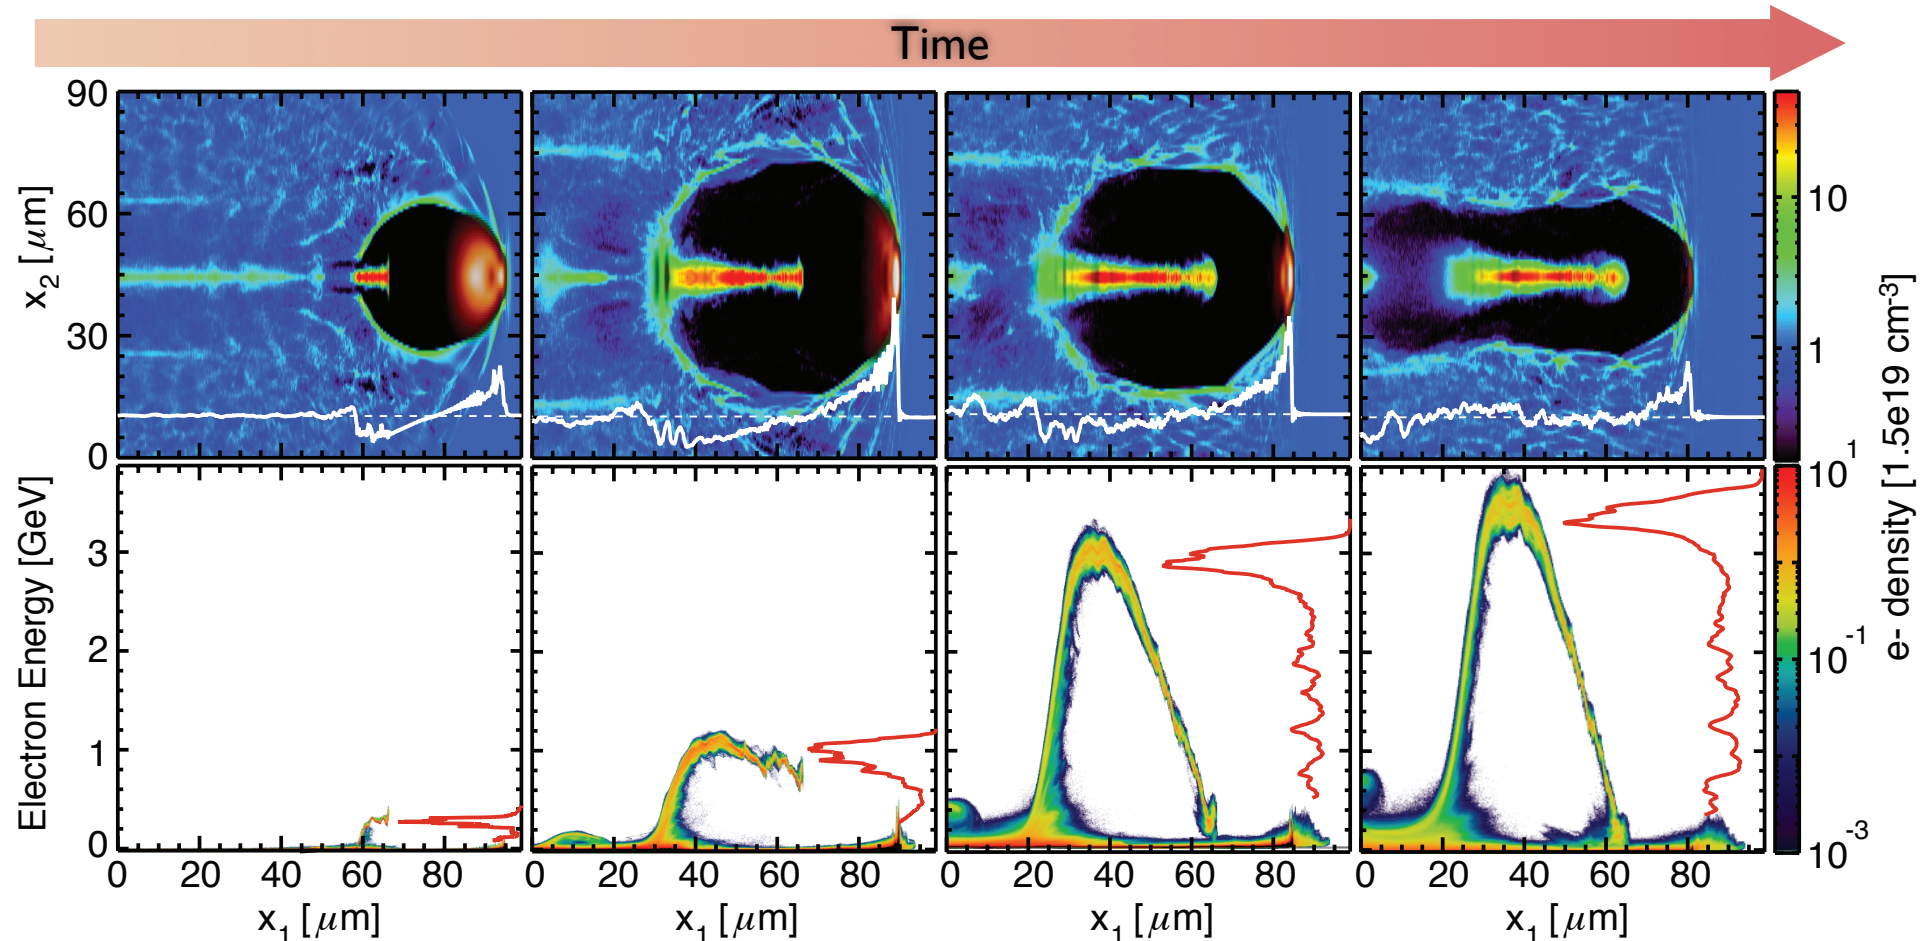 Time
90
60
30
0
x2 [μm]
10
1
1
e- density [1.5e19 cm-3]
3
2
1
0
Electron Energy [GeV]
10
10-1
10-3
0 20 40 60 80 0 20 40 60 80 0 20 40 60 80 0 20 40 60 80
x1 [μm] x1 [μm] x1 [μm] x1 [μm]